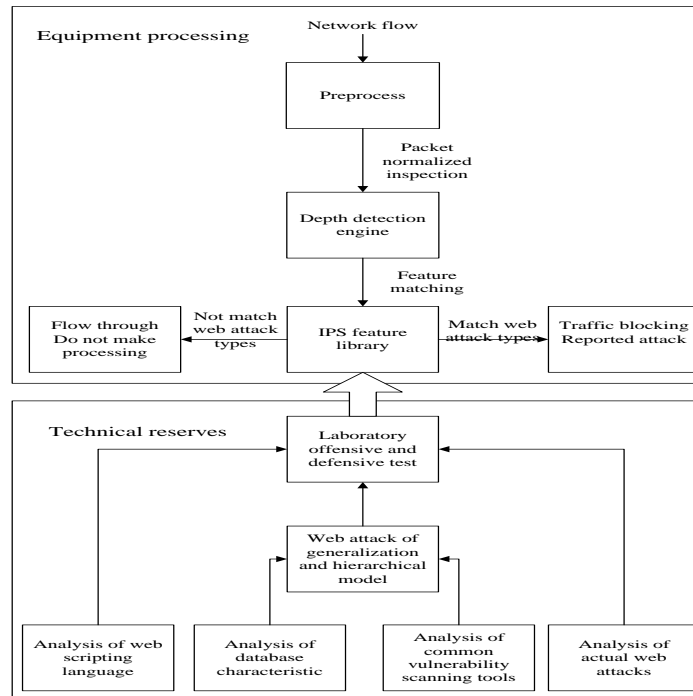 Equipment processing
Network flow
Preprocess
Packet
normalized
inspection
Depth detection
engine
Feature
matching
Flow through
Do not make
processing
Not match
web attack
types
IPS feature
library
Match web
attack types
Traffic blocking
Reported attack
Technical reserves
Laboratory
offensive and
defensive test
Web attack of
generalization
and hierarchical
model
Analysis of web
scripting
language
Analysis of
database
characteristic
Analysis of
common
vulnerability
scanning tools
Analysis of
actual web
attacks